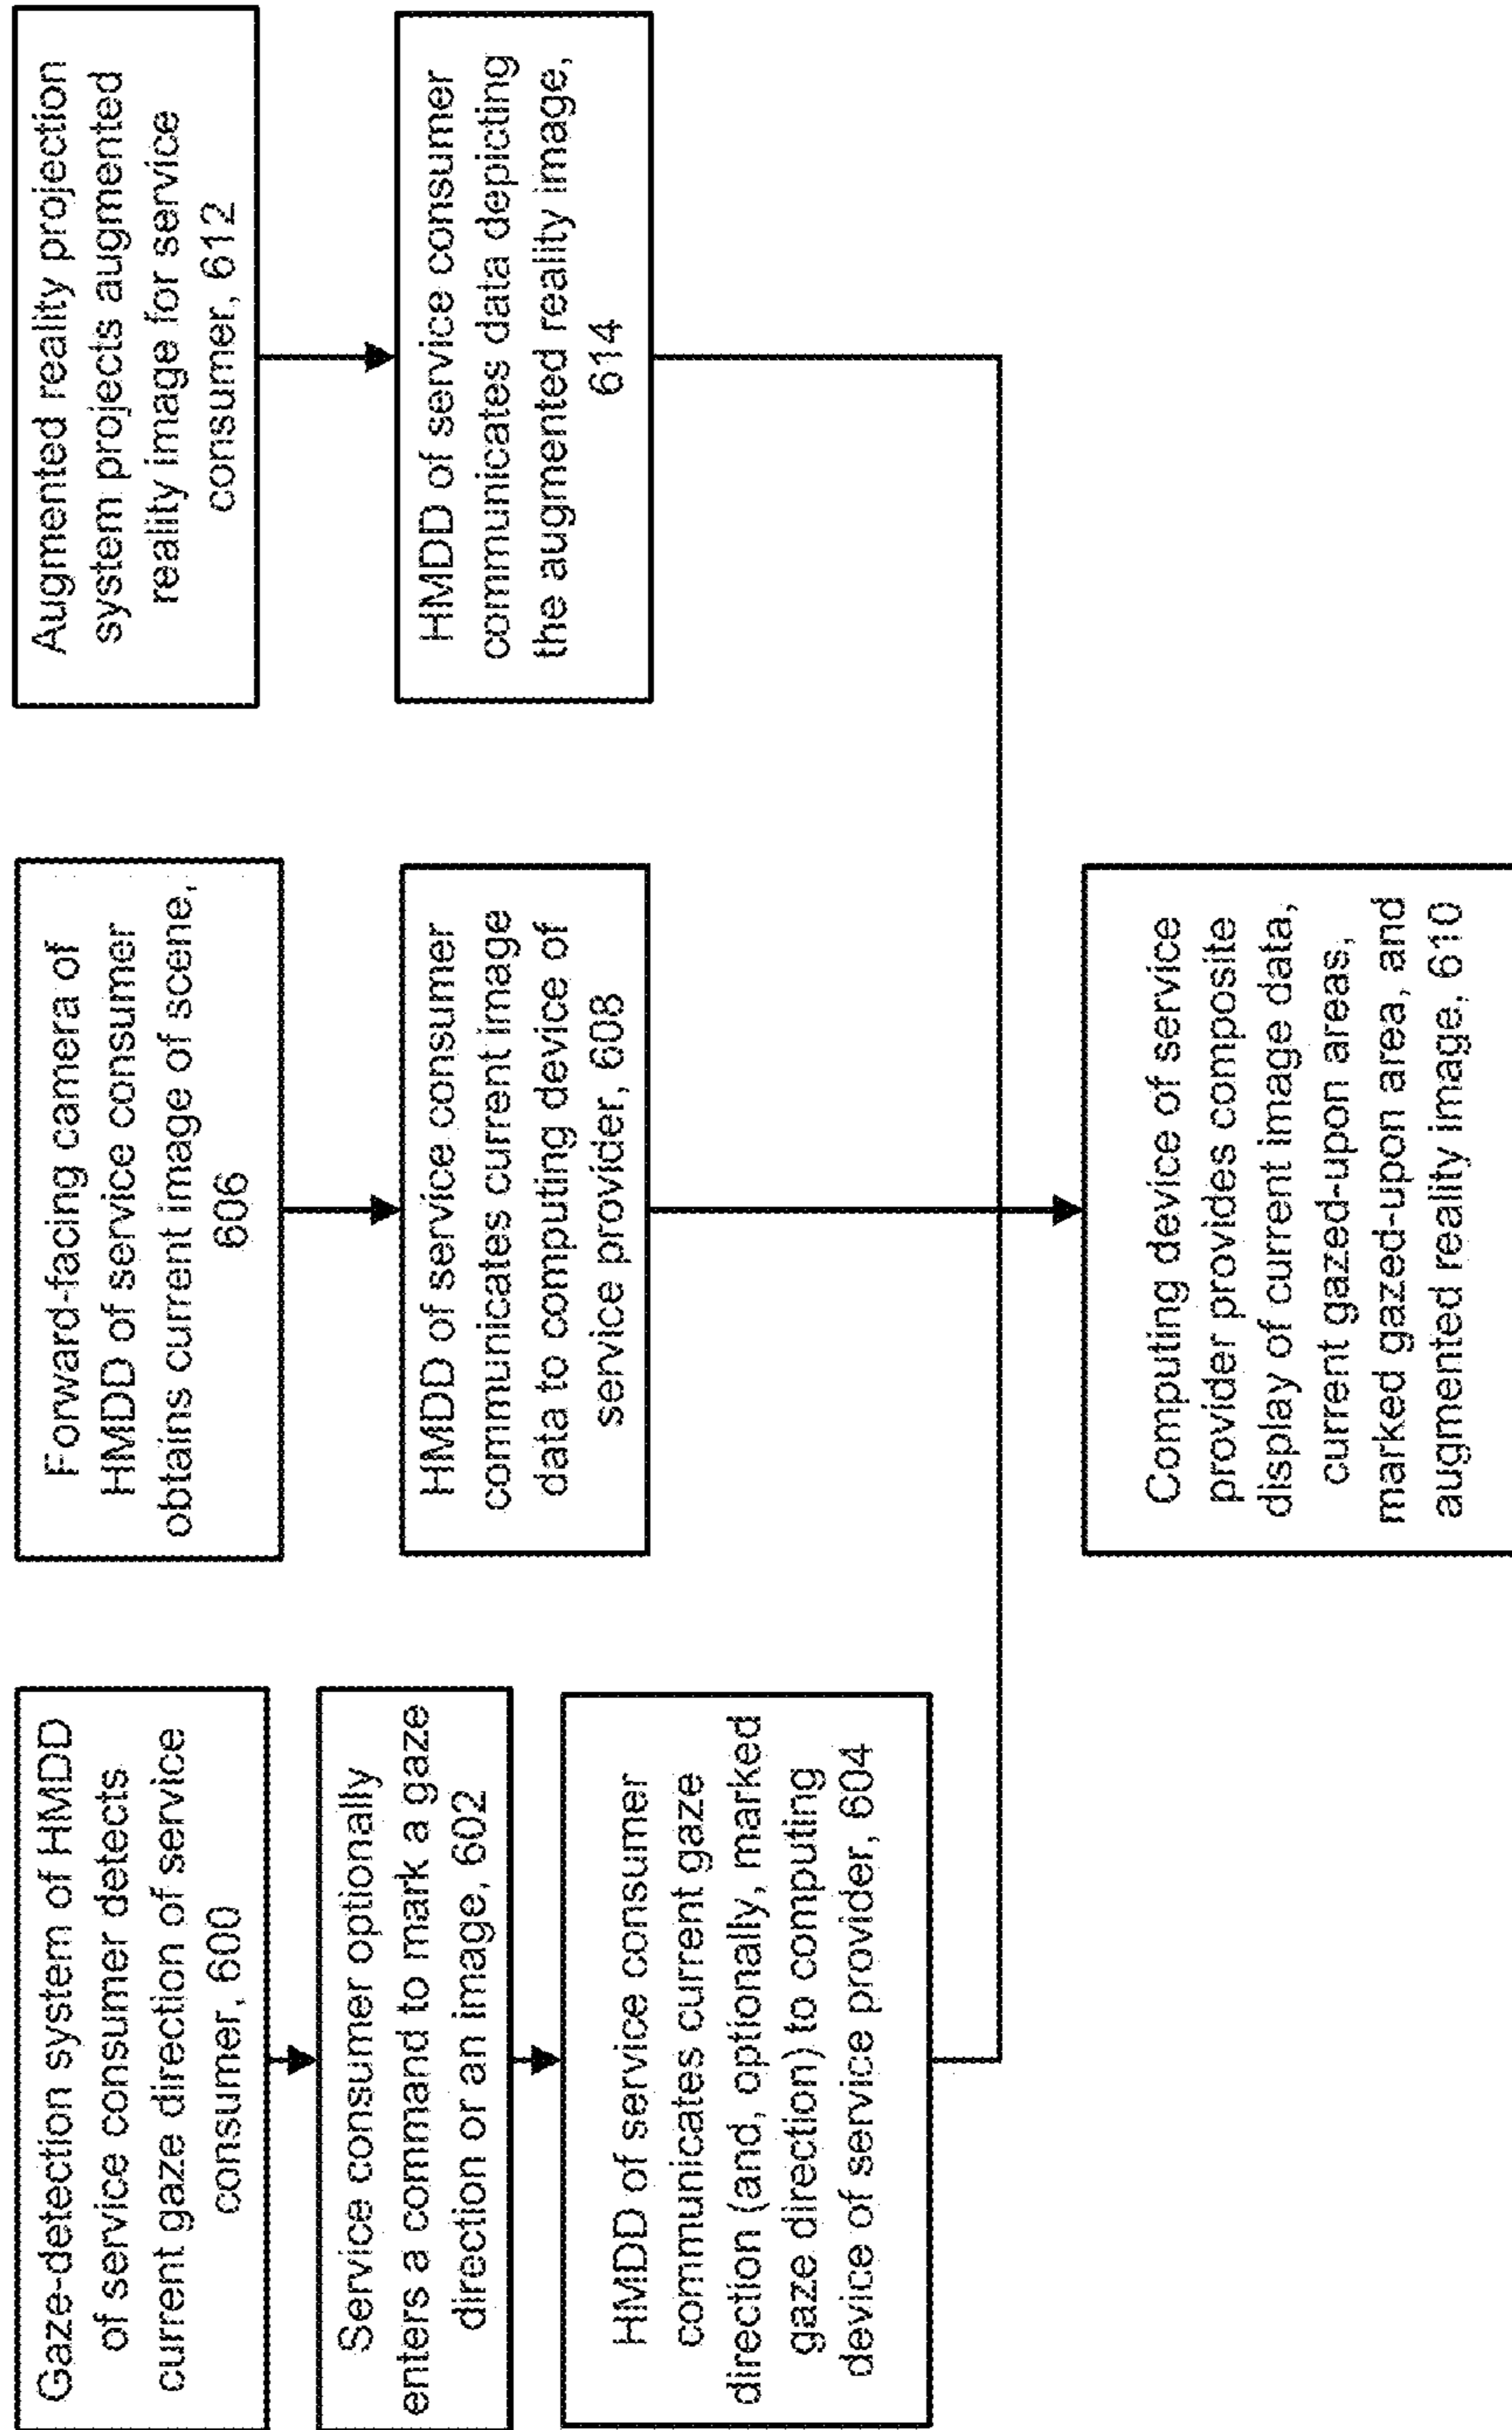 Gaze-detection system of HMDD
of service consumer detects
current gaze direction of service
consumer, 600
Service consumer optionally
enters a command to mark a gaze
direction or an image, 602
HMDD of service consumer
communicates current gaze
direction (and, optionally, marked
gaze direction) to computing
device of service provider, 604
Forward-facing camera of
HMDD of service consumer
obtains current image of scene,
606
HMDD of service consumer
communicates current image
data to computing device of
service provider, 608
Augmented reality projection
system projects augmented
reality image for service
consumer, 612
HMDD of service consumer
communicates data depicting
the augmented reality image,
614
Computing device of service
provider provides composite
display of current image data,
current gazed-upon areas,
marked gazed-upon area, and
augmented reality image, 610